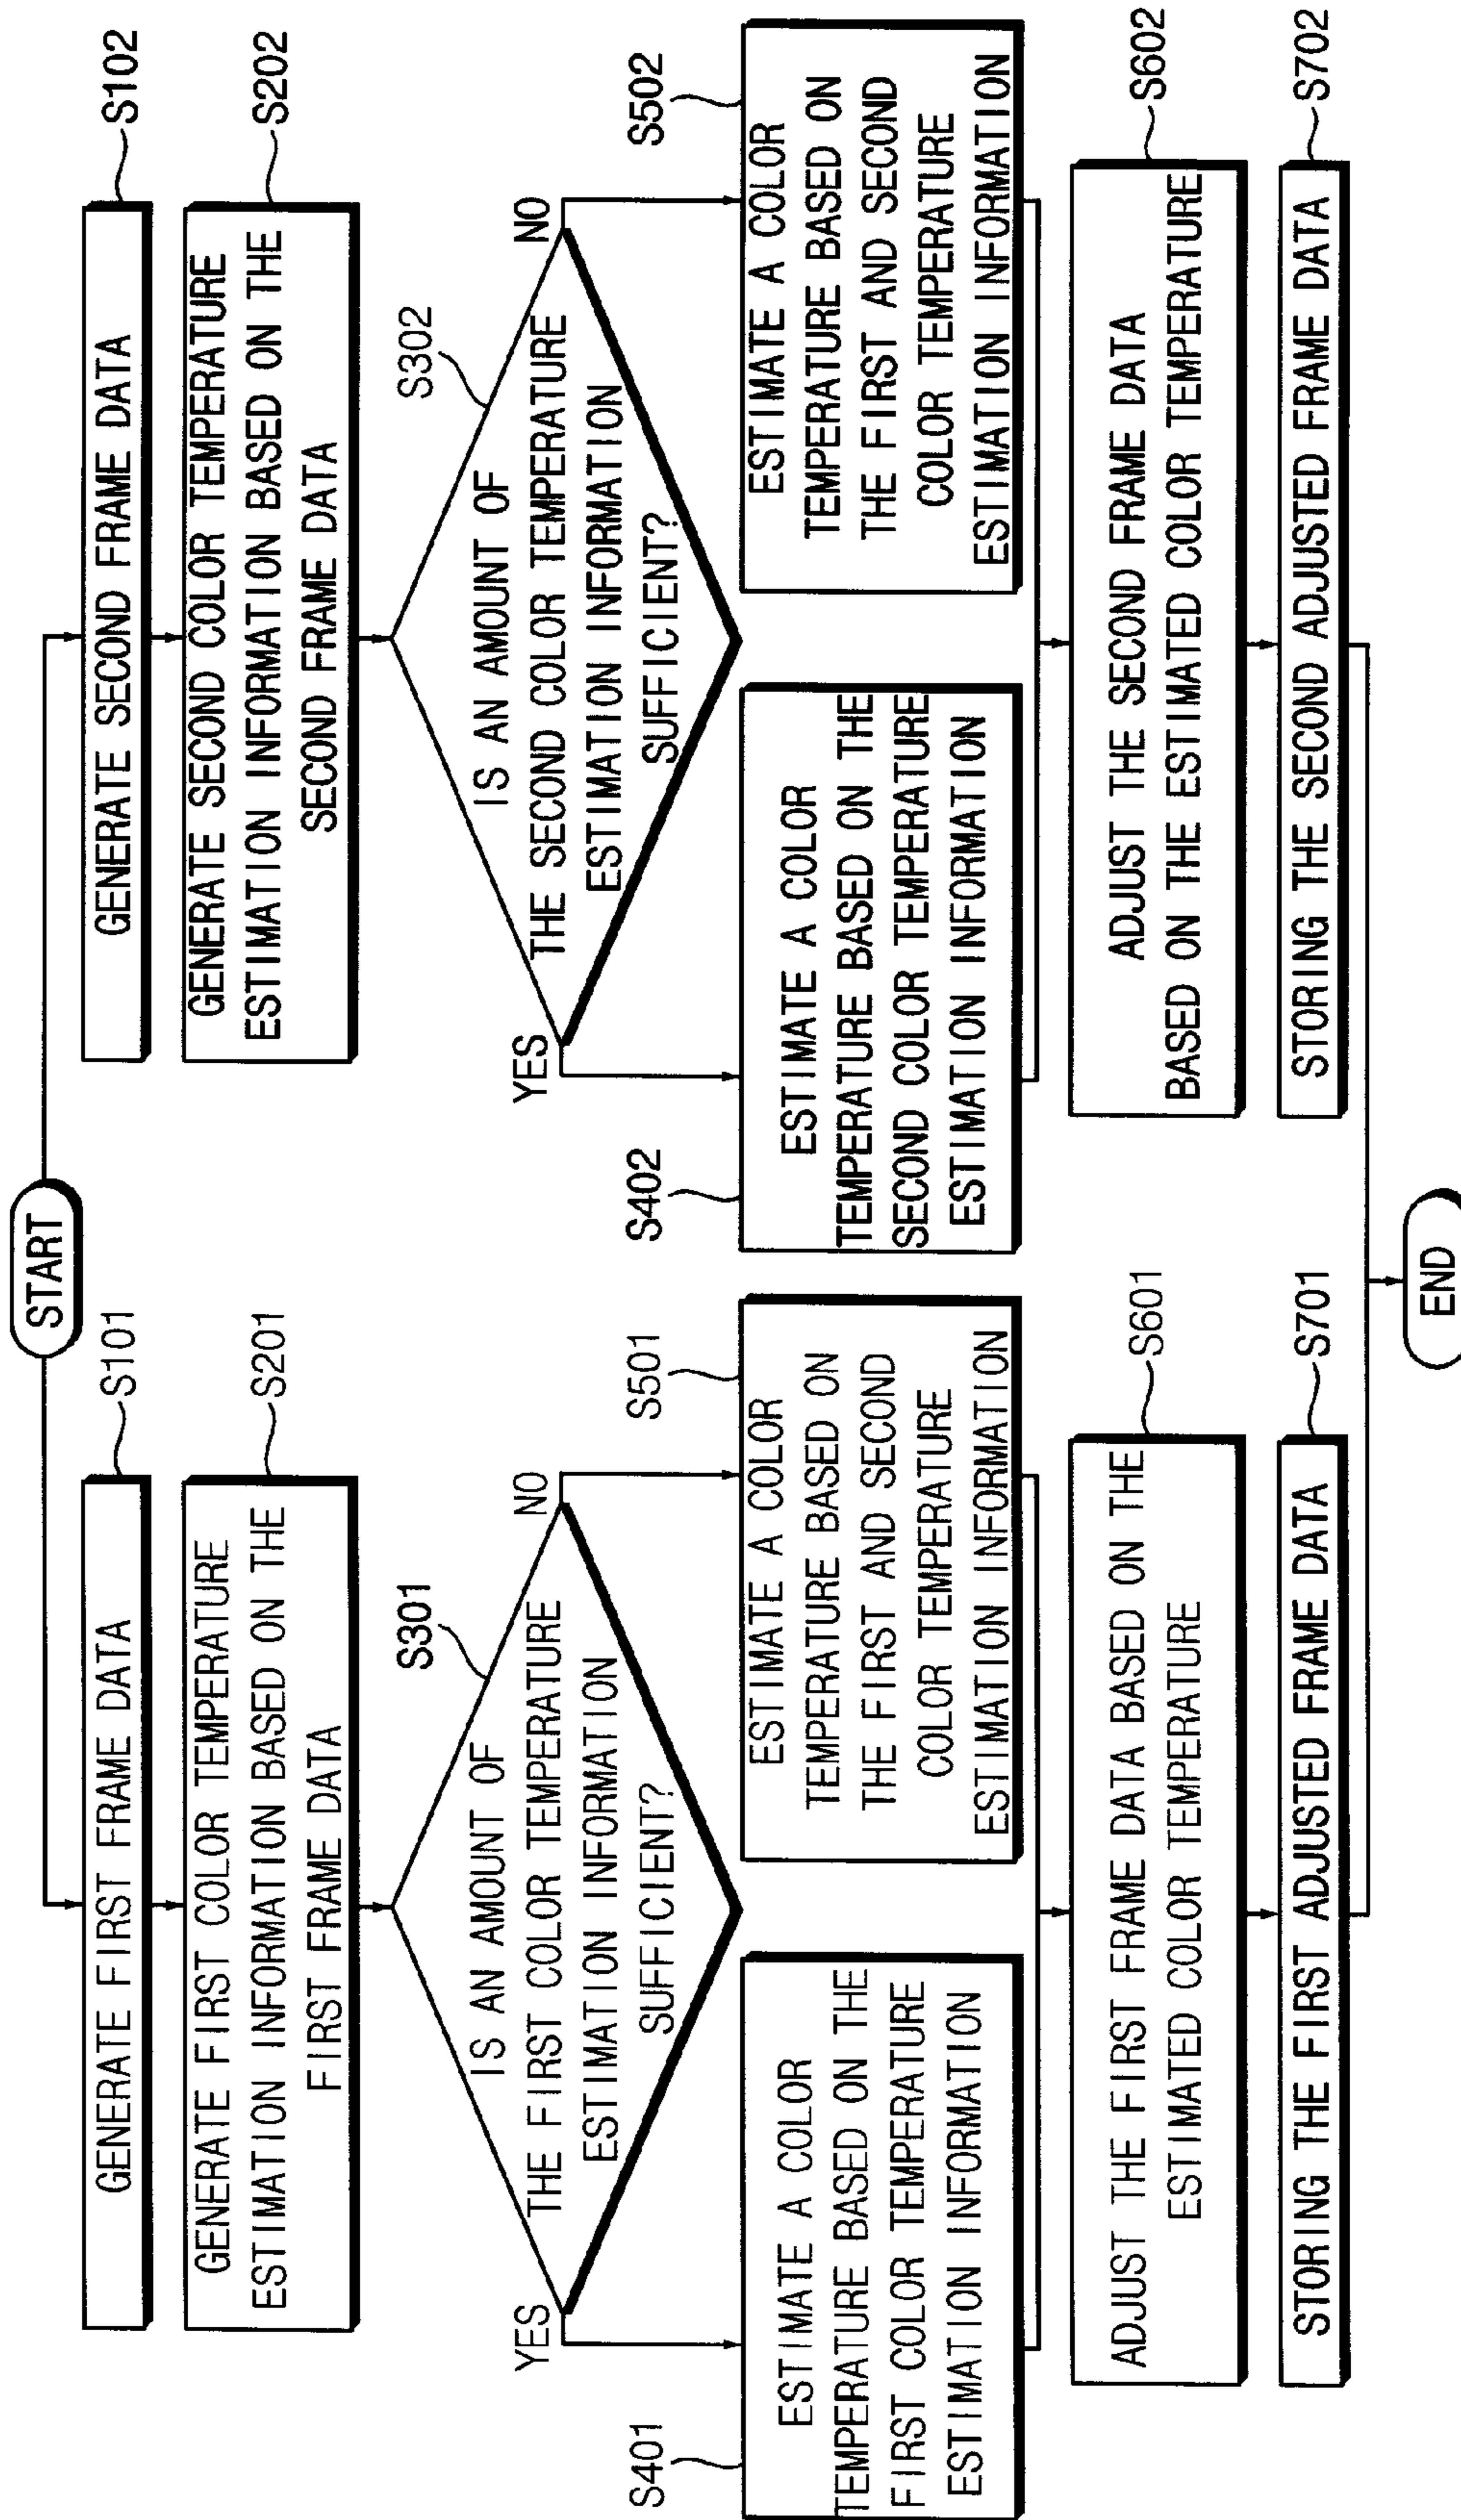 START
GENERATE FIRST FRAME DATA
S101
GENERATE FIRST COLOR TEMPERATURE
ESTIMATION INFORMATION BASED ON THE
FIRST FRAME DATA
S201
IS AN AMOUNT OF
THE FIRST COLOR TEMPERATURE
ESTIMATION INFORMATION
SUFFICIENT?
S301
YES
NO
S401
ESTIMATE A COLOR
TEMPERATURE BASED ON THE
FIRST COLOR TEMPERATURE
ESTIMATION INFORMATION
S501
ESTIMATE A COLOR
TEMPERATURE BASED ON
THE FIRST AND SECOND
COLOR TEMPERATURE
ESTIMATION INFORMATION
ADJUST THE FIRST FRAME DATA BASED ON THE
ESTIMATED COLOR TEMPERATURE
S601
STORING THE FIRST ADJUSTED FRAME DATA
S701
GENERATE SECOND FRAME DATA
S102
GENERATE SECOND COLOR TEMPERATURE
ESTIMATION INFORMATION BASED ON THE
SECOND FRAME DATA
S202
IS AN AMOUNT OF
THE SECOND COLOR TEMPERATURE
ESTIMATION INFORMATION
SUFFICIENT?
S302
YES
NO
S402
ESTIMATE A COLOR
TEMPERATURE BASED ON THE
SECOND COLOR TEMPERATURE
ESTIMATION INFORMATION
S502
ESTIMATE A COLOR
TEMPERATURE BASED ON
THE FIRST AND SECOND
COLOR TEMPERATURE
ESTIMATION INFORMATION
ADJUST THE SECOND FRAME DATA
BASED ON THE ESTIMATED COLOR TEMPERATURE
S602
STORING THE SECOND ADJUSTED FRAME DATA
S702
END